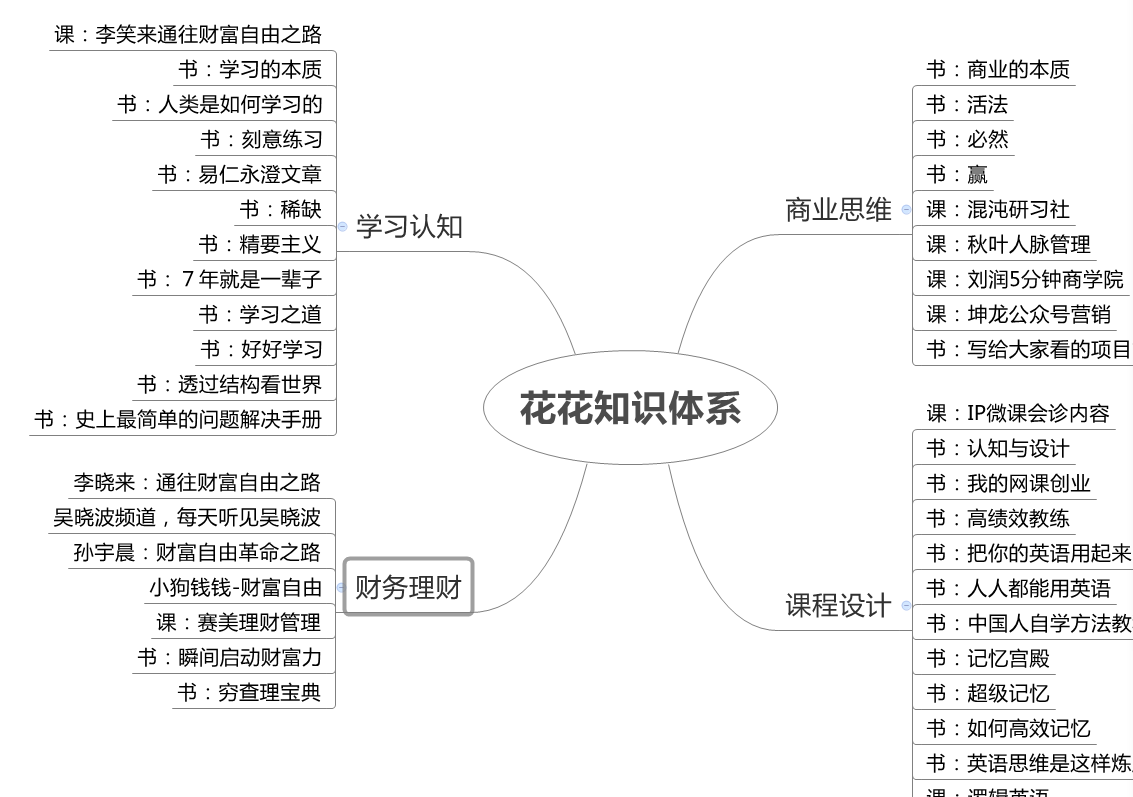 课：李笑来通往财富自由之路
书：学习的本质
书：人类是如何学习的
书：刻意练习
书：易仁永澄文章
书：稀缺
书：精要主义
书：７年就是一辈子
书：学习之道
书：好好学习
书：透过结构看世界
书：史上最简单的问题解决手册
学习认知
李晓来：通往财富自由之路
吴晓波频道，每天听见吴晓波
孙宇晨：财富自由革命之路
小狗钱钱-财富自由
课：赛美理财管理
书：瞬间启动财富力
书：穷查理宝典
财务理财
花花知识体系
商业思维
书：商业的本质
书：活法
书：必然
书：赢
课：混沌研习社
课：秋叶人脉管理
课：刘润5分钟商学院
课：坤龙公众号营销
书：写给大家看的项目
课程设计
课：IP微课会诊内容
书：认知与设计
书：我的网课创业
书：高绩效教练
书：把你的英语用起来
书：人人都能用英语
书：中国人自学方法教
书：记忆宫殿
书：超级记忆
书：如何高效记忆
书：英语思维是这样炼
课：逻辑英语